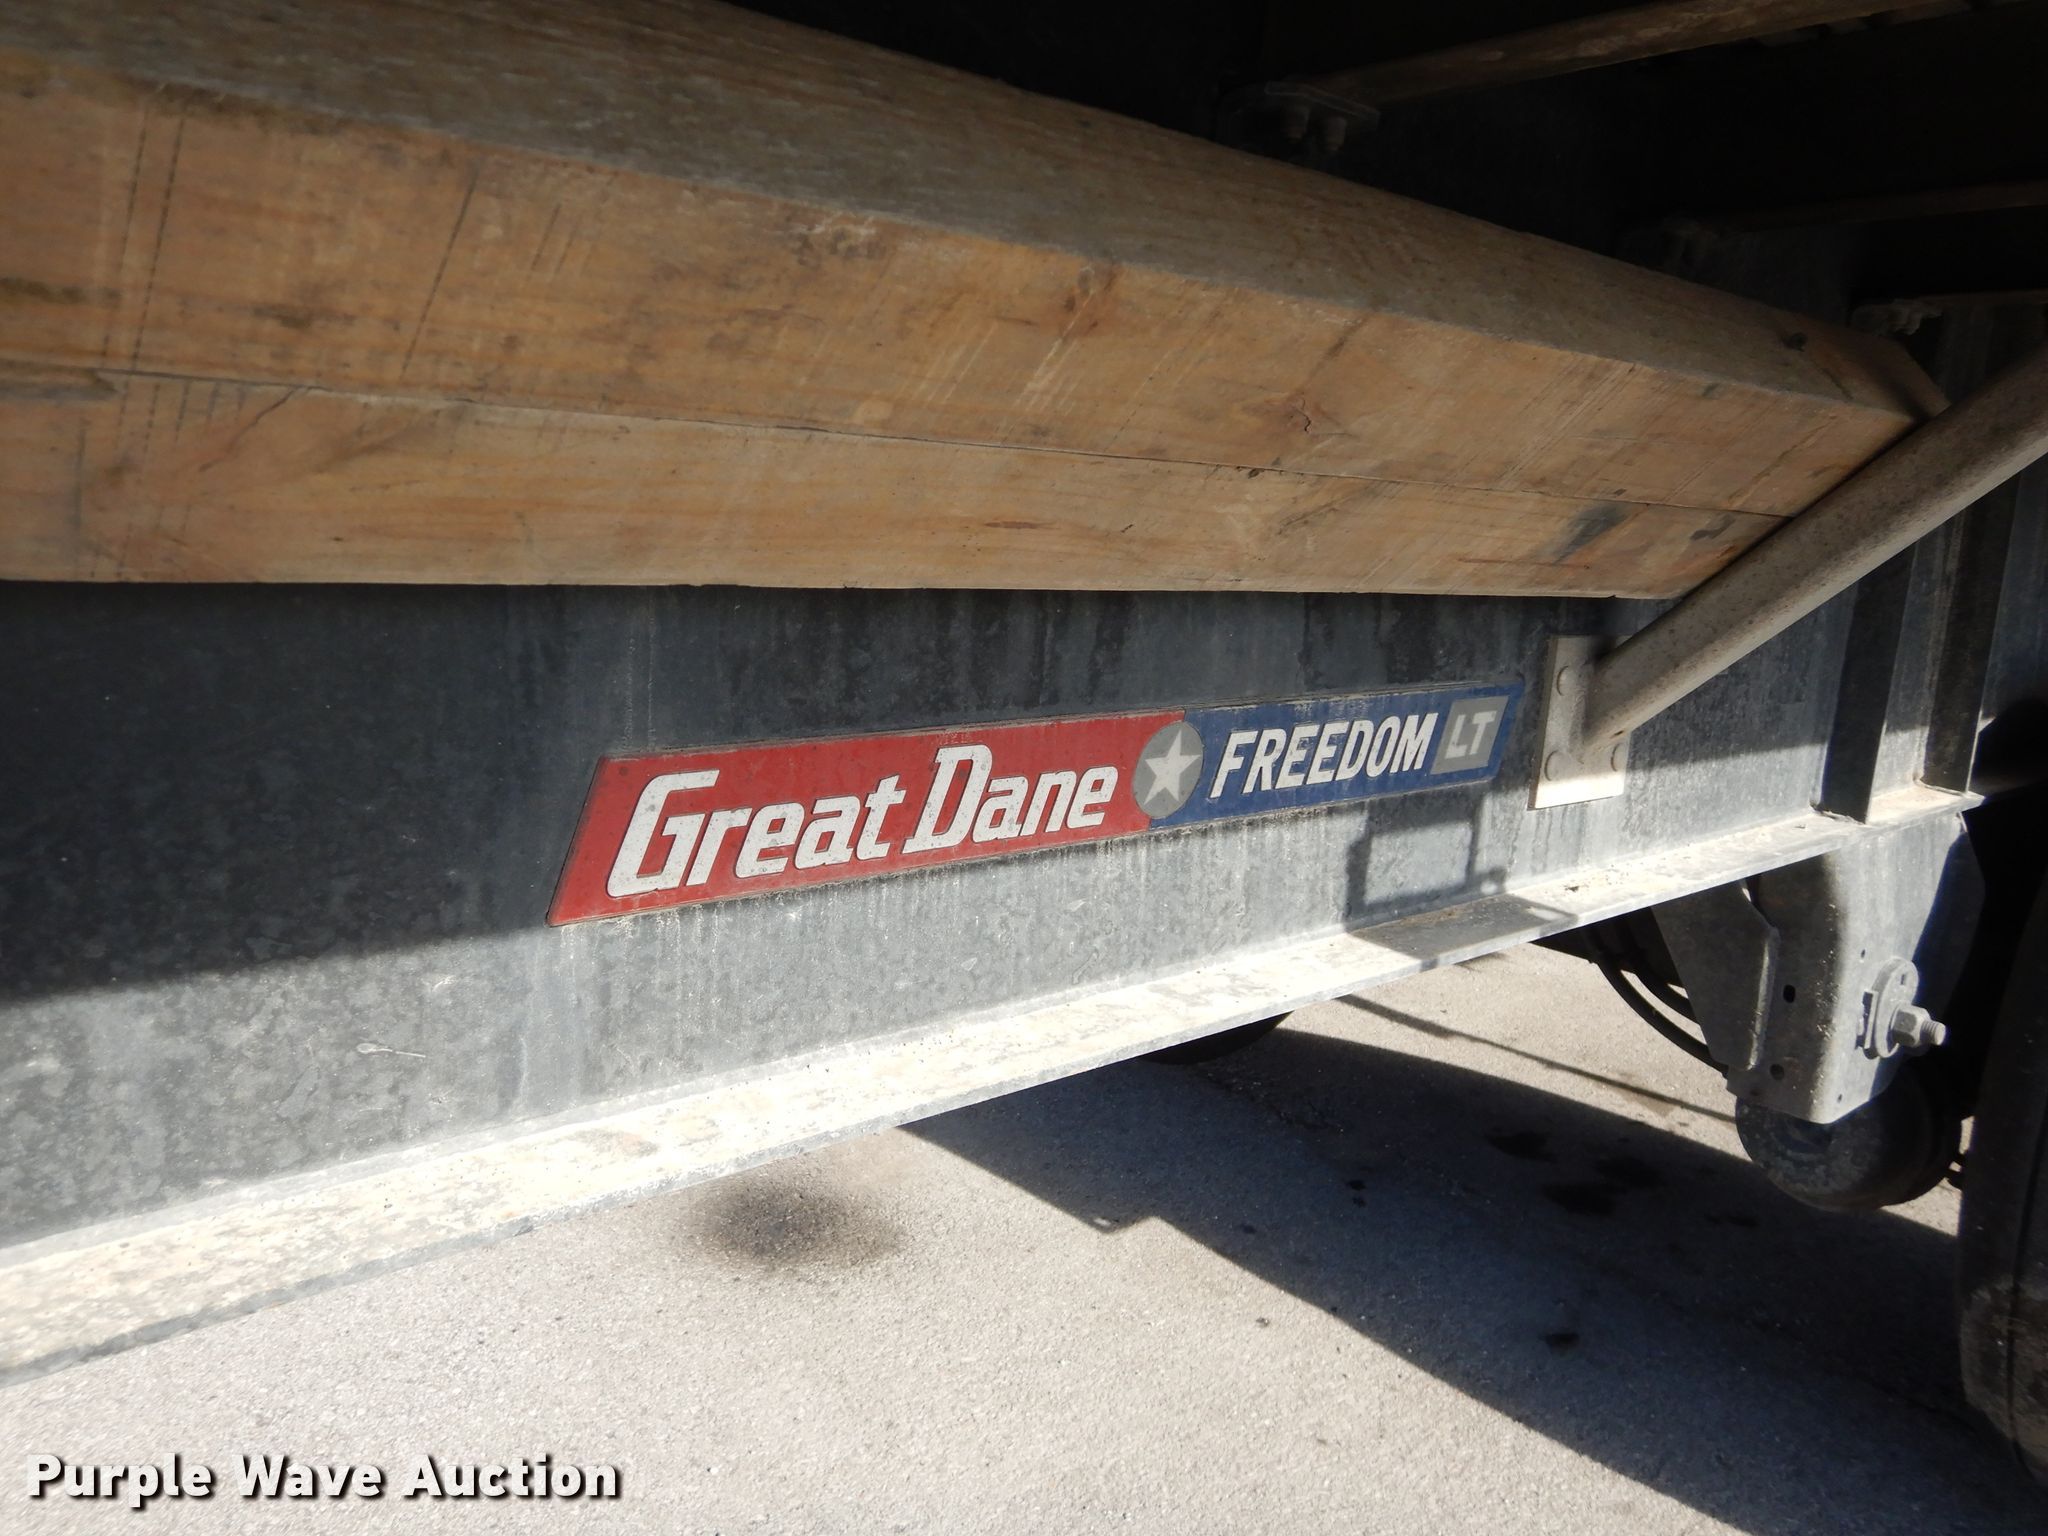 Great Dane FREEDOM LT
Purple Wave Auction